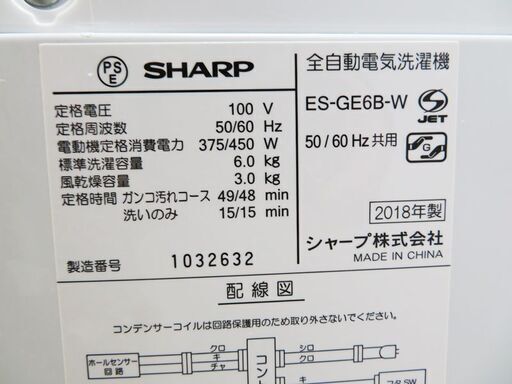 PS
E
SHARP
全自動電気洗濯機
ES-GE6B-W
JET
50/60 Hz 共用
G
定格電圧 100 V
定格周波数 50/60 Hz
電動機定格消費電力 375/450 W
標準洗濯容量 6.0 kg
風乾燥容量 3.0 kg
定格時間 ガンコ汚れコース 49/48 min
洗いのみ 15/15 min
2018年製
シャープ株式会社
MADE IN CHINA
製造番号 1032632
配線図
コンデンサーコイルは回路保護用のため取り外さないでください。
ホールセンサー
回路
クロ
キ
チャ
コント
シロ
クロ
キ
フタSW